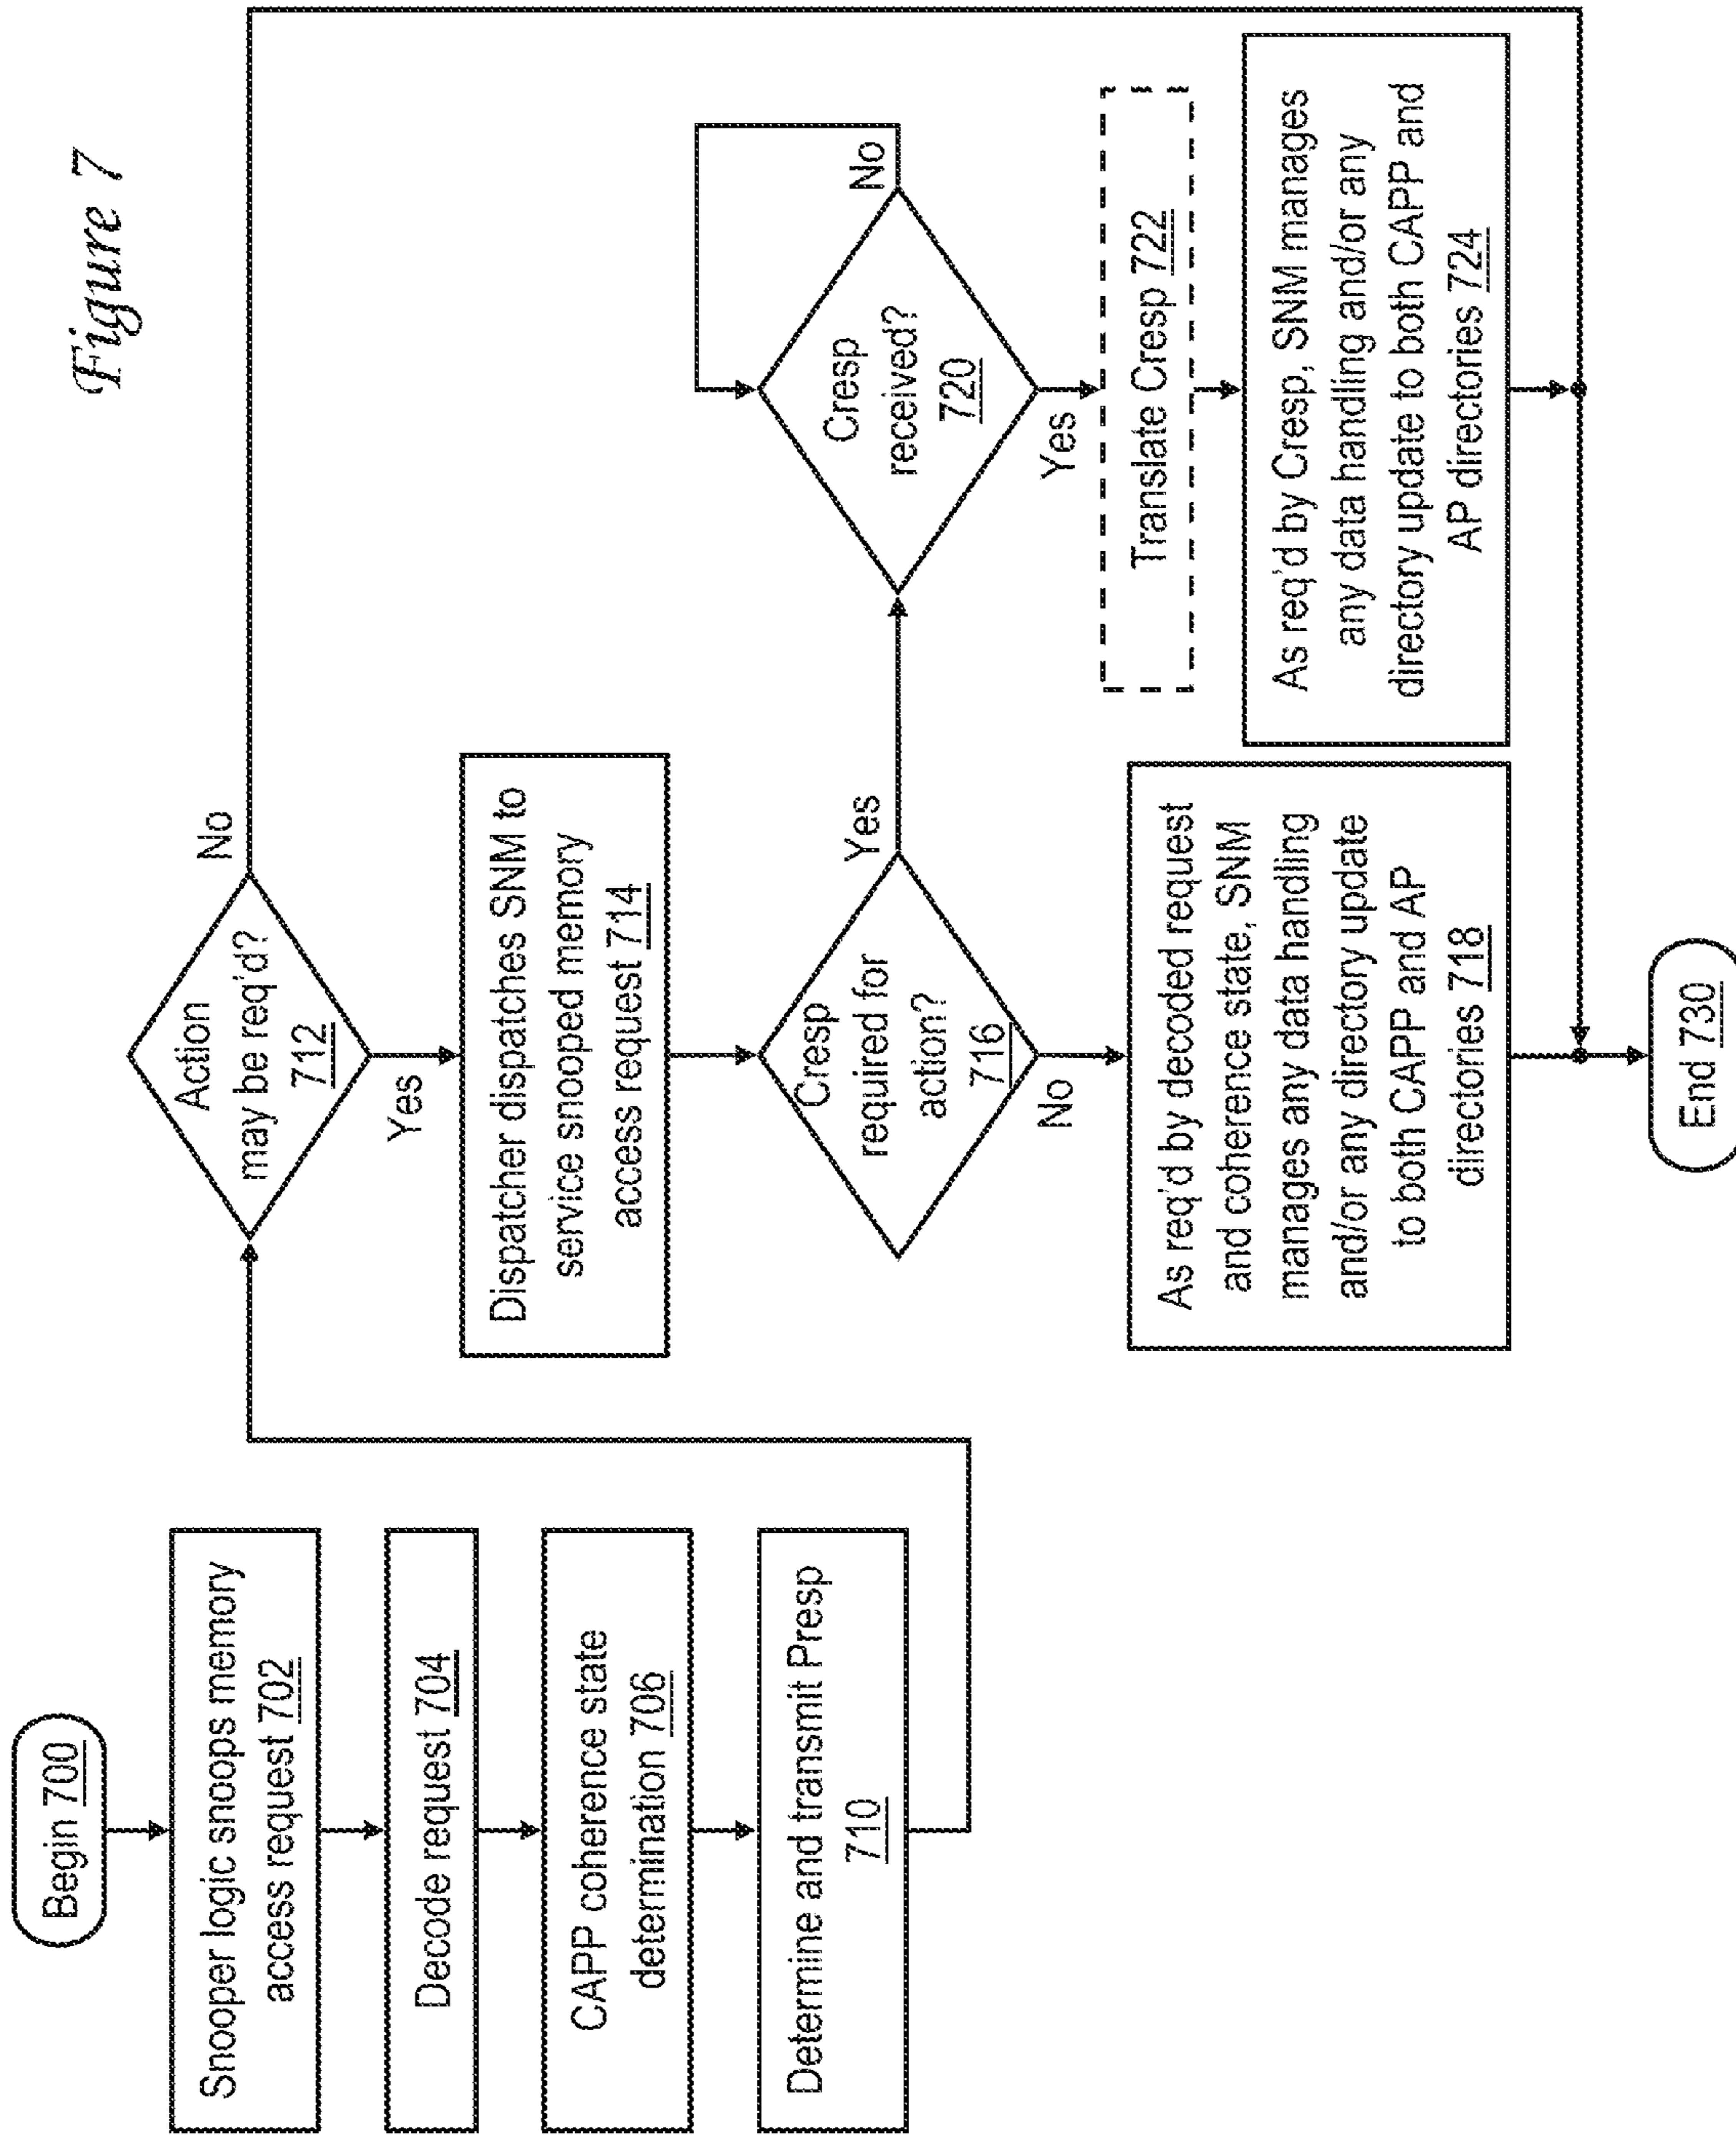 Figure 7
Begin 700
Snooper logic snoops memory
access request 702
Decode request 704
CAPP coherence state
determination 706
Determine and transmit Presp
710
Action
may be req'd?
712
No
Yes
Dispatcher dispatches SNM to
service snooped memory
access request 714
Cresp
required for
action?
716
Yes
No
As req'd by decoded request
and coherence state, SNM
manages any data handling
and/or any directory update
to both CAPP and AP
directories 718
Cresp
received?
720
No
Yes
Translate Cresp 722
As req'd by Cresp, SNM manages
any data handling and/or any
directory update to both CAPP and
AP directories 724
End 730